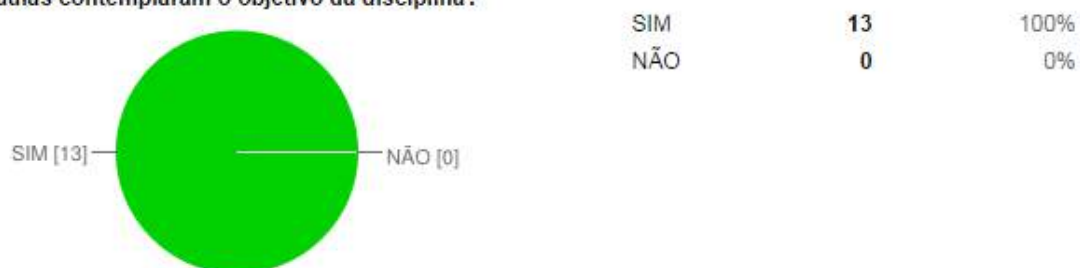 aulas contemplaram o objetivo da disciplina?
SIM 13 100%
NÃO 0 0%
SIM [13]
NÃO [0]